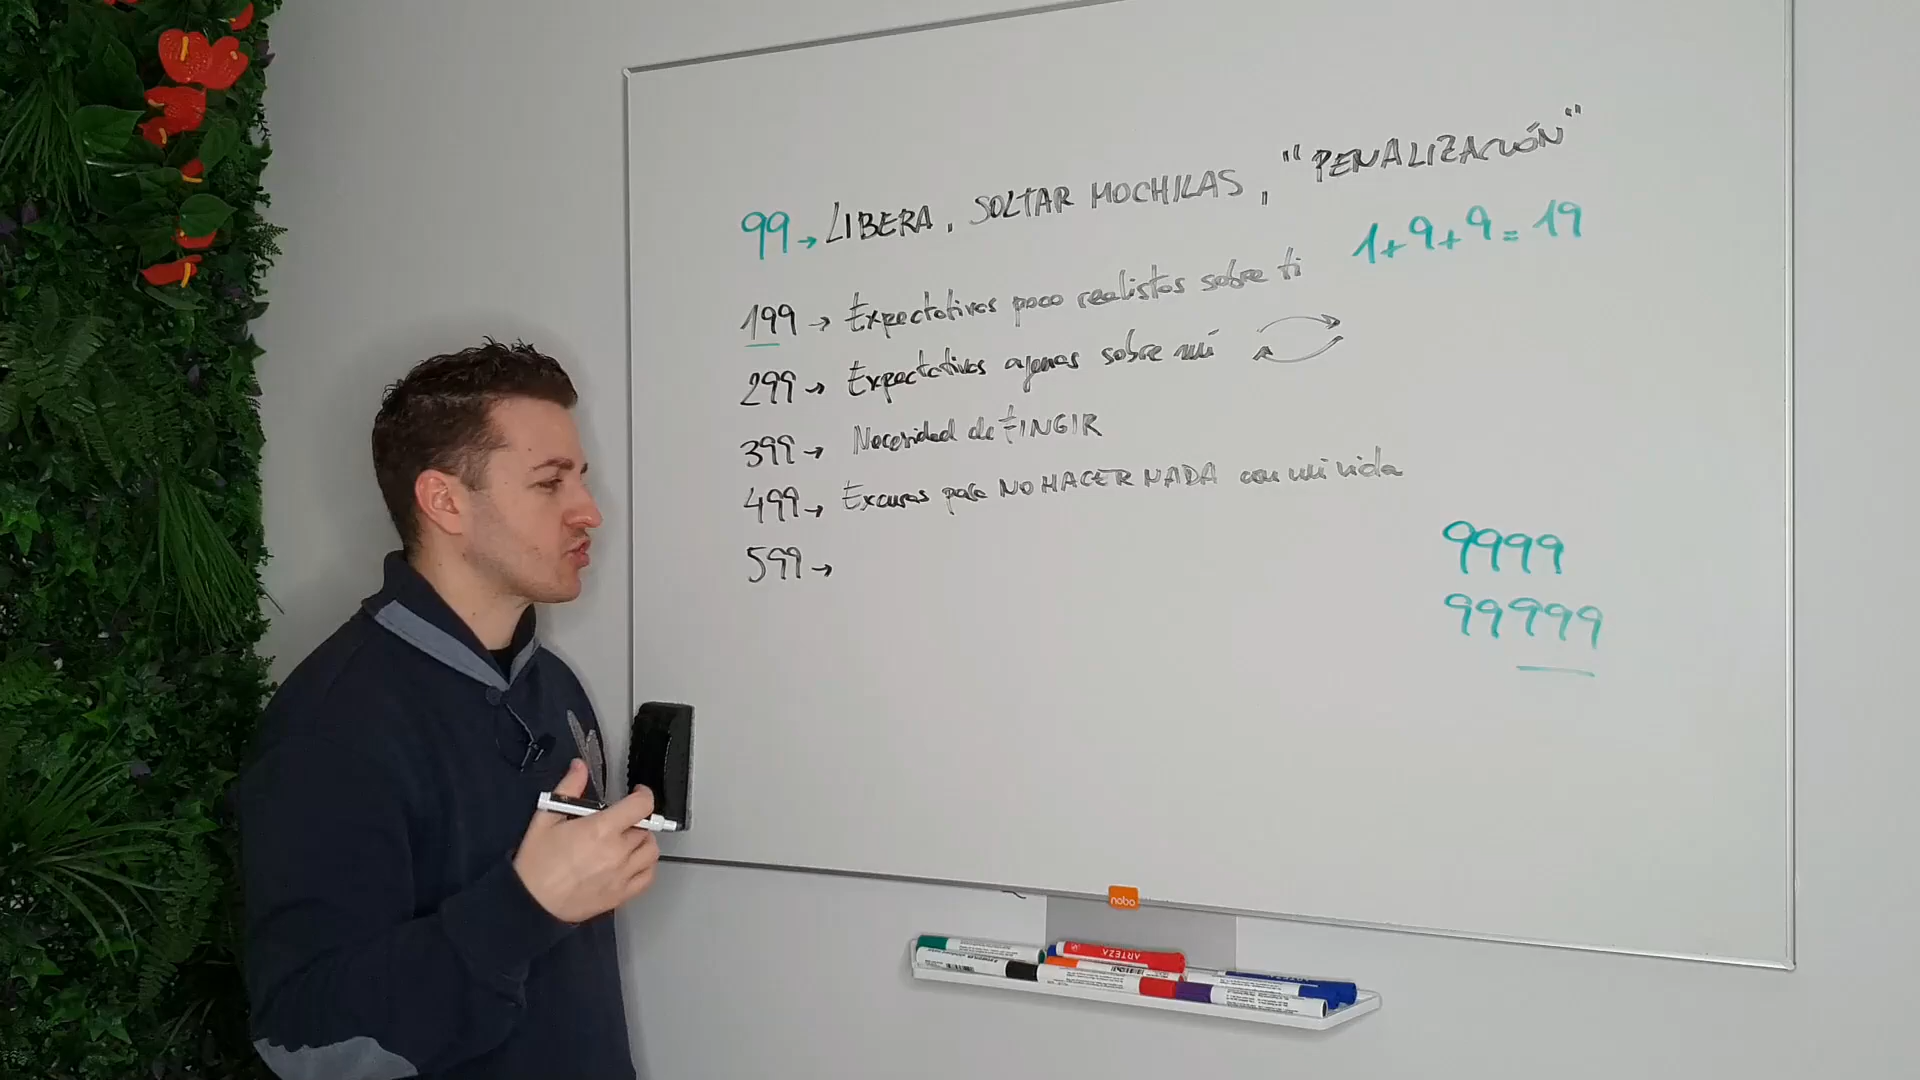 99 → LIBERA, SOLTAR MOCHILAS, "PENALIZACIÓN"
1+9+9=19
199 → Expectativas poco realistas sobre ti
299 → Expectativas ajenas sobre mí
399 → Necesidad de FINGIR
499 → Excusas para NO HACER NADA con mi vida
599 →
9999
99999
nobo
ARTEZA